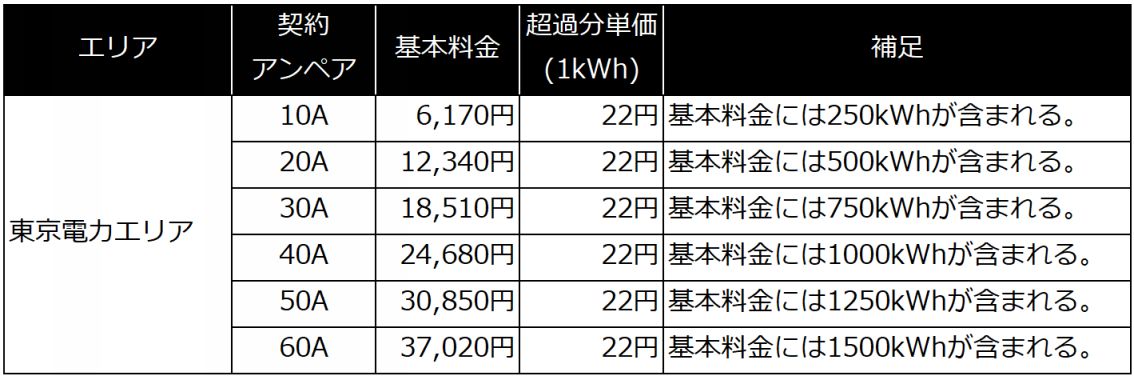 エリア 契約アンペア 基本料金 超過分単価(1kWh) 補足
東京電力エリア
10A 6,170円 22円 基本料金には250kWhが含まれる。
20A 12,340円 22円 基本料金には500kWhが含まれる。
30A 18,510円 22円 基本料金には750kWhが含まれる。
40A 24,680円 22円 基本料金には1000kWhが含まれる。
50A 30,850円 22円 基本料金には1250kWhが含まれる。
60A 37,020円 22円 基本料金には1500kWhが含まれる。